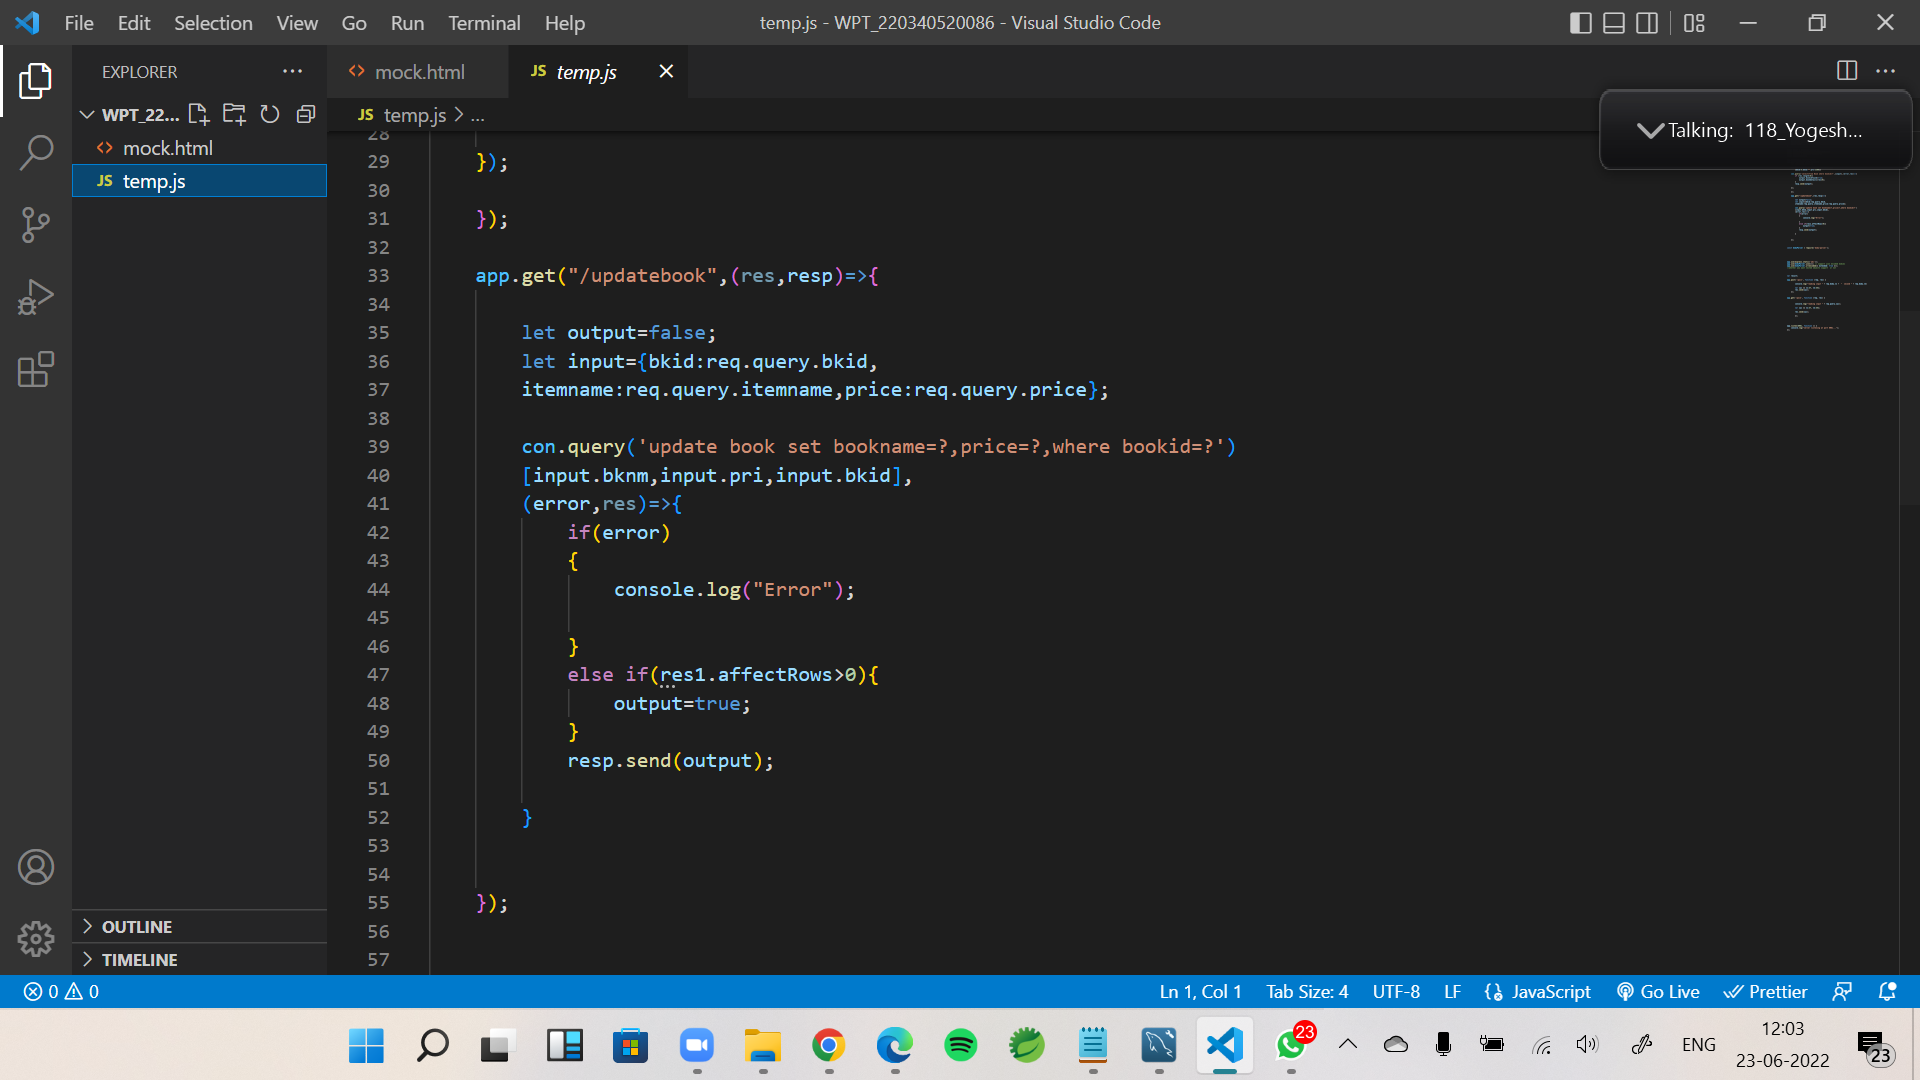 File Edit Selection View Go Run Terminal Help
temp.js - WPT_220340520086 - Visual Studio Code
EXPLORER
mock.html
JS temp.js
WPT_22...
mock.html
JS temp.js
JS temp.js > ...
Talking: 118_Yogesh...
28
29 });
30
31 });
32
33 app.get("/updatebook",(res,resp)=>{
34
35 let output=false;
36 let input={bkid:req.query.bkid,
37 itemname:req.query.itemname,price:req.query.price};
38
39 con.query('update book set bookname=?,price=?,where bookid=?')
40 [input.bknm,input.pri,input.bkid],
41 (error,res)=>{
42 if(error)
43 {
44 console.log("Error");
45
46 }
47 else if(res1.affectRows>0){
48 output=true;
49 }
50 resp.send(output);
51
52 }
53
54
55 });
56
57
OUTLINE
TIMELINE
0 0
Ln 1, Col 1 Tab Size: 4 UTF-8 LF {} JavaScript Go Live Prettier
23
ENG
12:03
23-06-2022
23